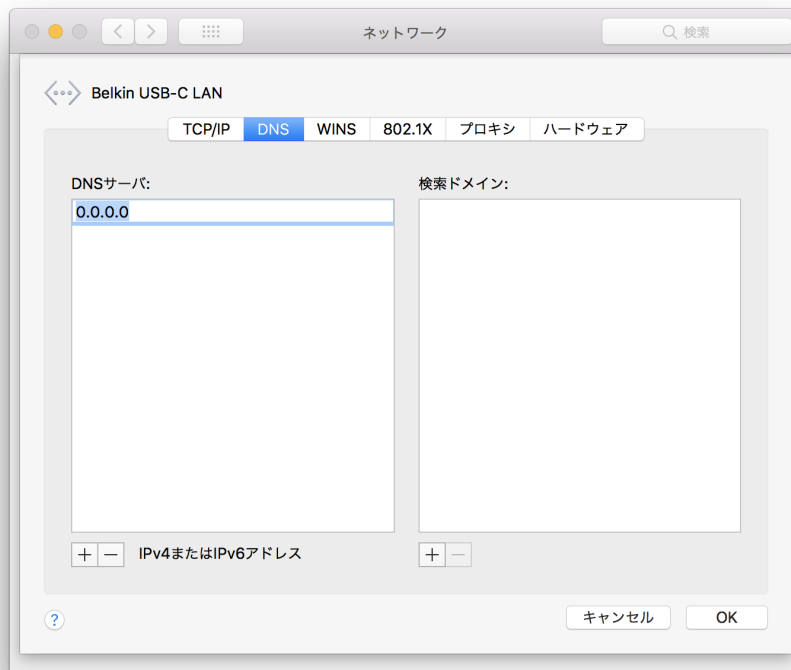 ネットワーク
検索
Belkin USB-C LAN
TCP/IP DNS WINS 802.1X プロキシ ハードウェア
DNSサーバ: 検索ドメイン:
0.0.0.0
+ − IPv4またはIPv6アドレス + −
? キャンセル OK